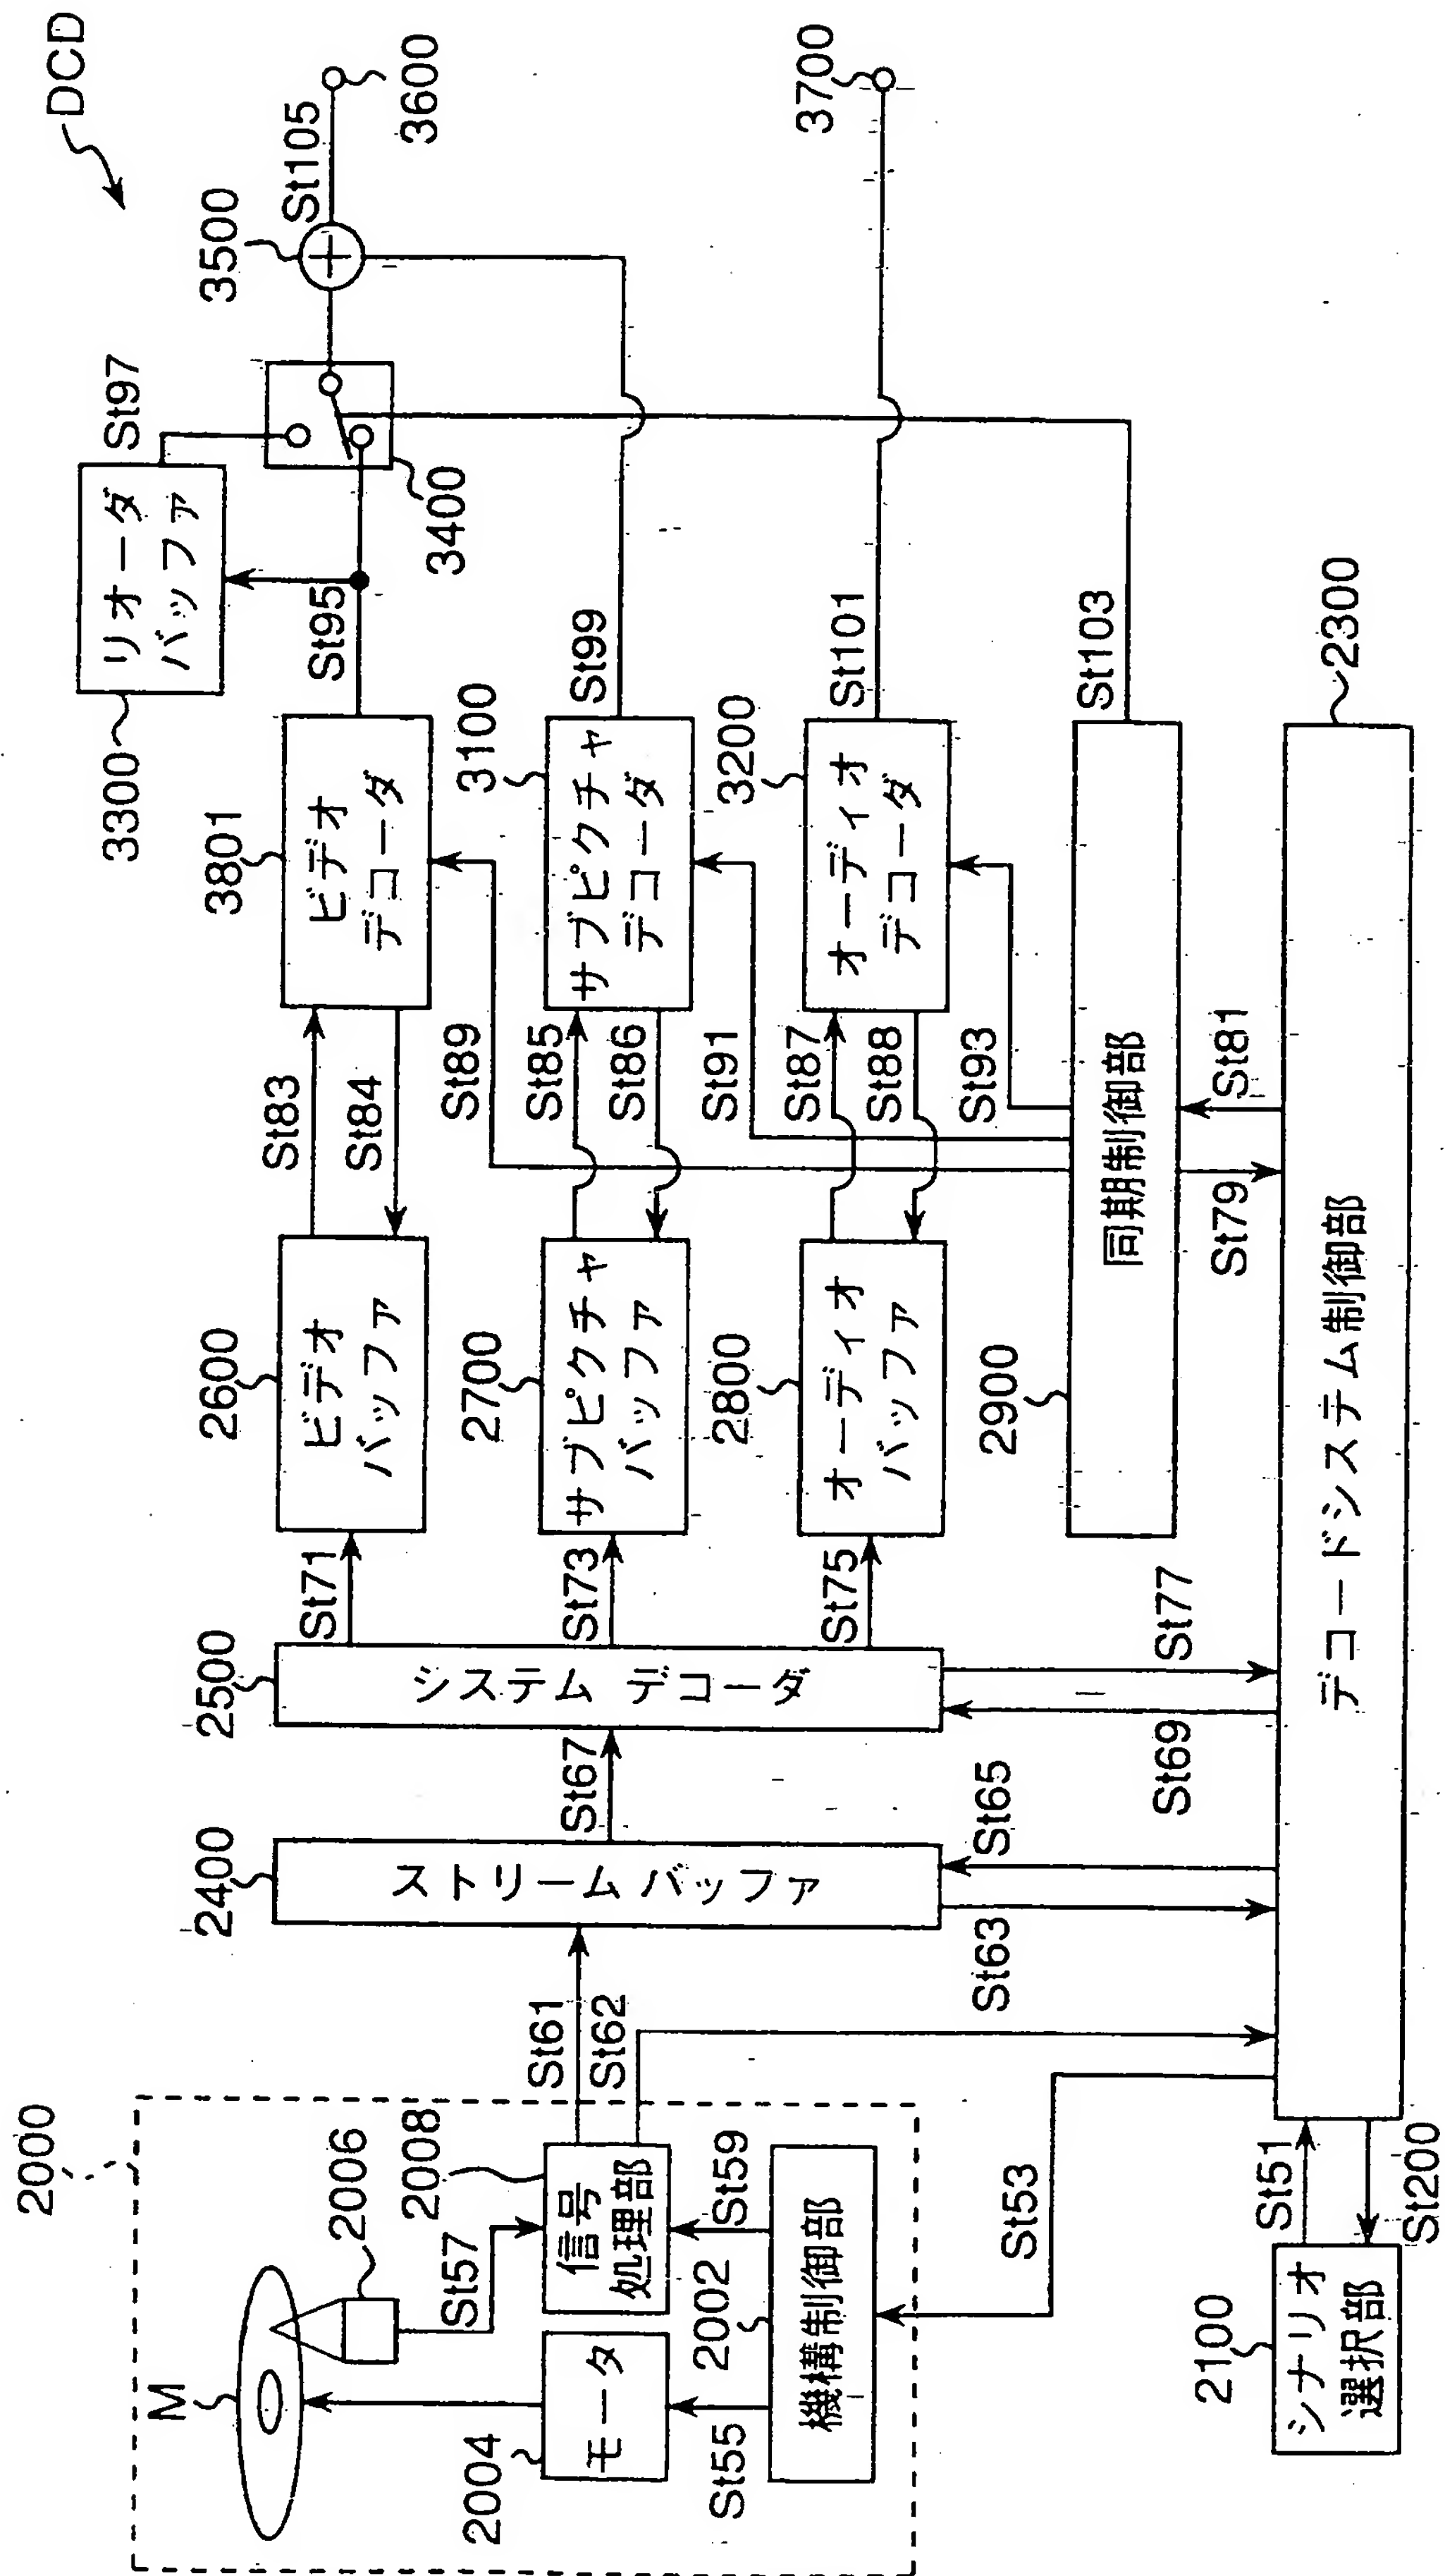 DCD
2000
M
2006
St57
2008
信号
処理部
2004
モータ
St55
2002
St59
機構制御部
St53
St61
St62
2400
ストリーム バッファ
St63
St65
St67
2500
システム デコーダ
St69
St77
St71
St73
St75
2600
ビデオ
バッファ
2700
サブピクチャ
バッファ
2800
オーディオ
バッファ
2900
同期制御部
St79
St81
St83
St84
St89
St85
St86
St91
St87
St88
St93
3801
ビデオ
デコーダ
3100
サブピクチャ
デコーダ
3200
オーディオ
デコーダ
3300
リオーダ
バッファ
St95
St97
St99
St101
St103
3400
3500
St105
3600
3700
2100
シナリオ
選択部
St51
St200
デコードシステム制御部
2300